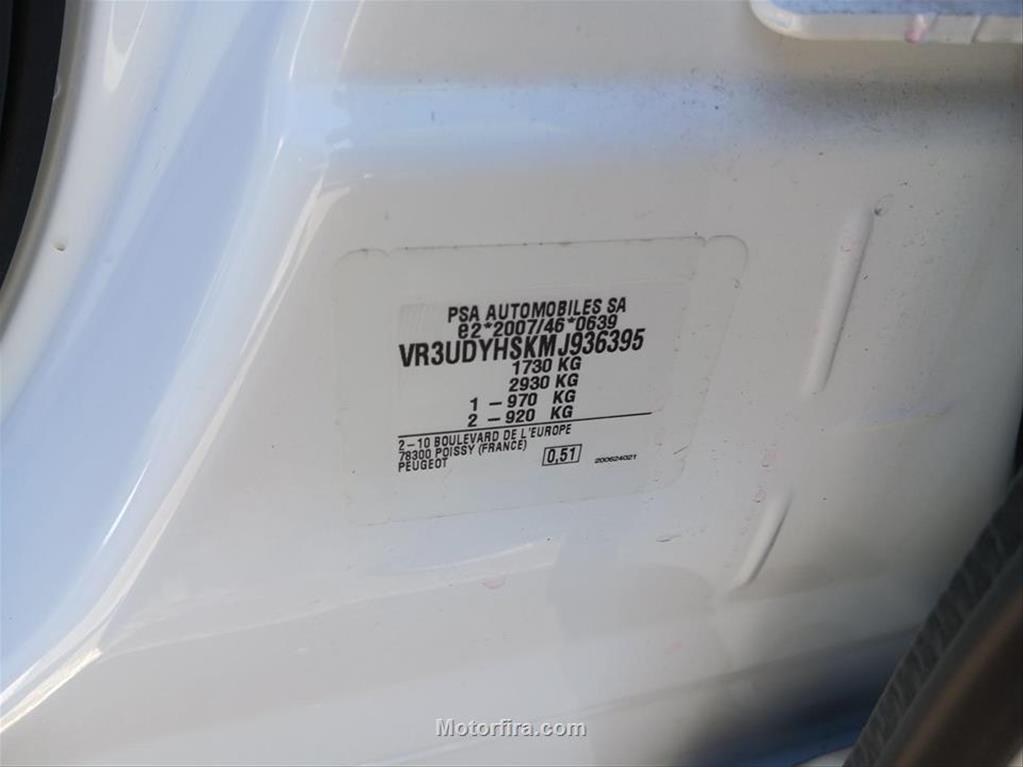 PSA AUTOMOBILES SA
e2*2007/46*0639
VR3UDYHSKMJ936395
1730 KG
2930 KG
1 – 970 KG
2 – 920 KG
2–10 BOULEVARD DE L'EUROPE
78300 POISSY (FRANCE)
PEUGEOT
0,51
200624021
Motorfira.com